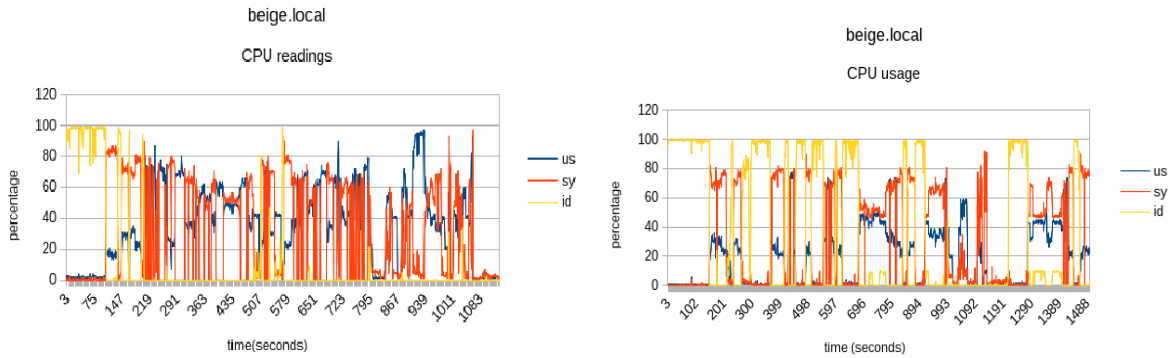 beige.local
CPU readings
percentage
120
100
80
60
40
20
0
3 75 147 219 291 363 435 507 579 651 723 795 867 939 1011 1083
time(seconds)
us
sy
id
beige.local
CPU usage
percentage
120
100
80
60
40
20
0
3 102 201 300 399 498 597 696 795 894 993 1092 1191 1290 1389 1488
time (seconds)
us
sy
id